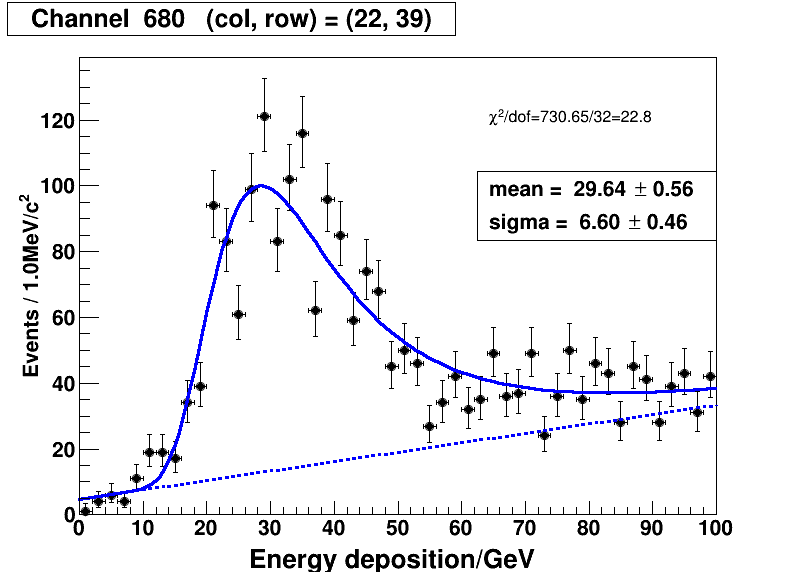 Channel 680 (col, row) = (22, 39)
χ²/dof=730.65/32=22.8
mean = 29.64 ± 0.56
sigma = 6.60 ± 0.46
Events / 1.0MeV/c²
120
100
80
60
40
20
0
0 10 20 30 40 50 60 70 80 90 100
Energy deposition/GeV